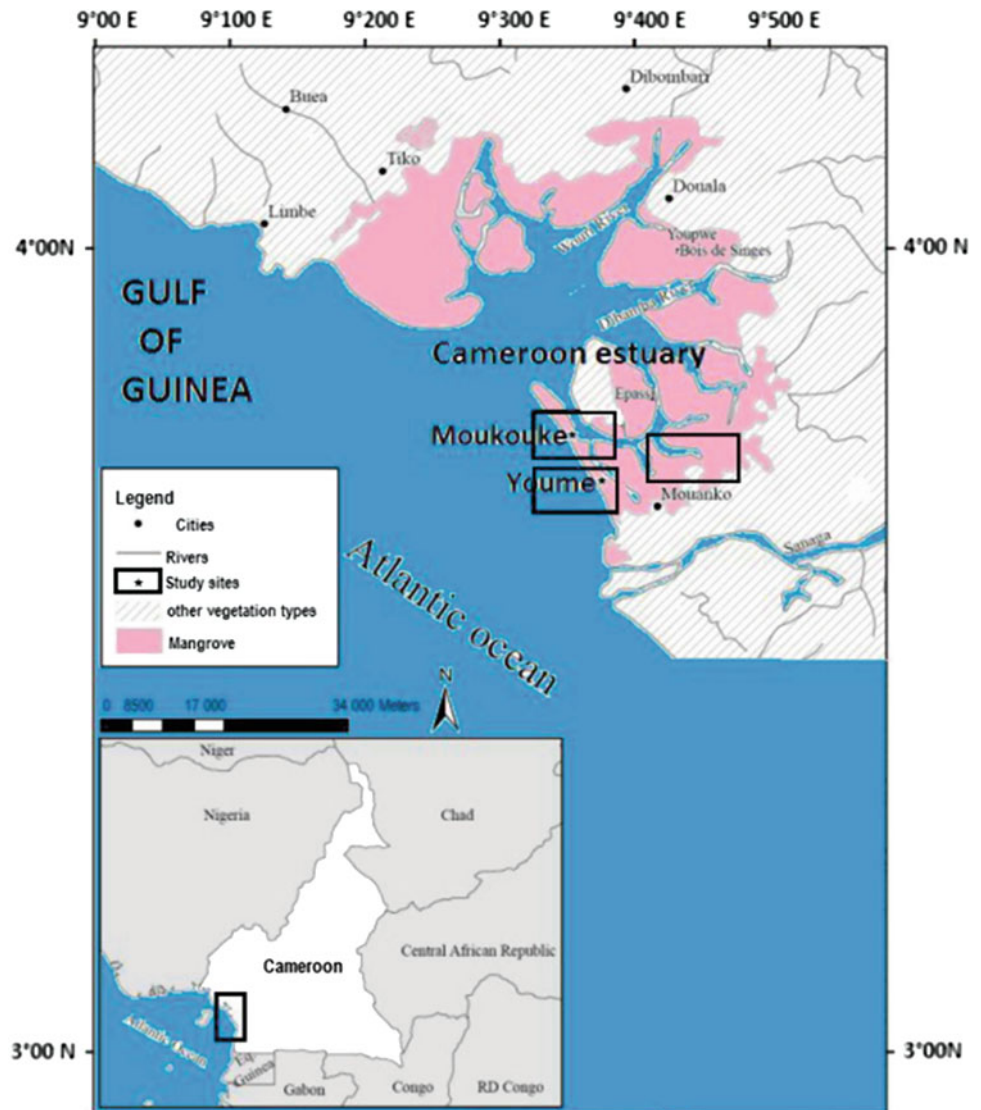 9°00 E
9°100 E
9°200 E
9°300 E
9°400 E
9°500 E
Dibombarr
Buea
Tiko
Douala
Limbe
Wouri River
Youpwe
Bois de Singes
4°00N
4°00 N
GULF
OF
GUINEA
Dibamba River
Cameroon estuary
Epassi
Moukouke
Youme
Mouanko
Sanaga
Legend
Cities
Rivers
Study sites
other vegetation types
Mangrove
Atlantic ocean
N
0 8500 17 000 34 000 Meters
Niger
Nigeria
Chad
Central African Republic
Cameroon
Atlantic Ocean
Eq.
Guinea
Gabon
Congo
RD Congo
3°00 N
3°00N